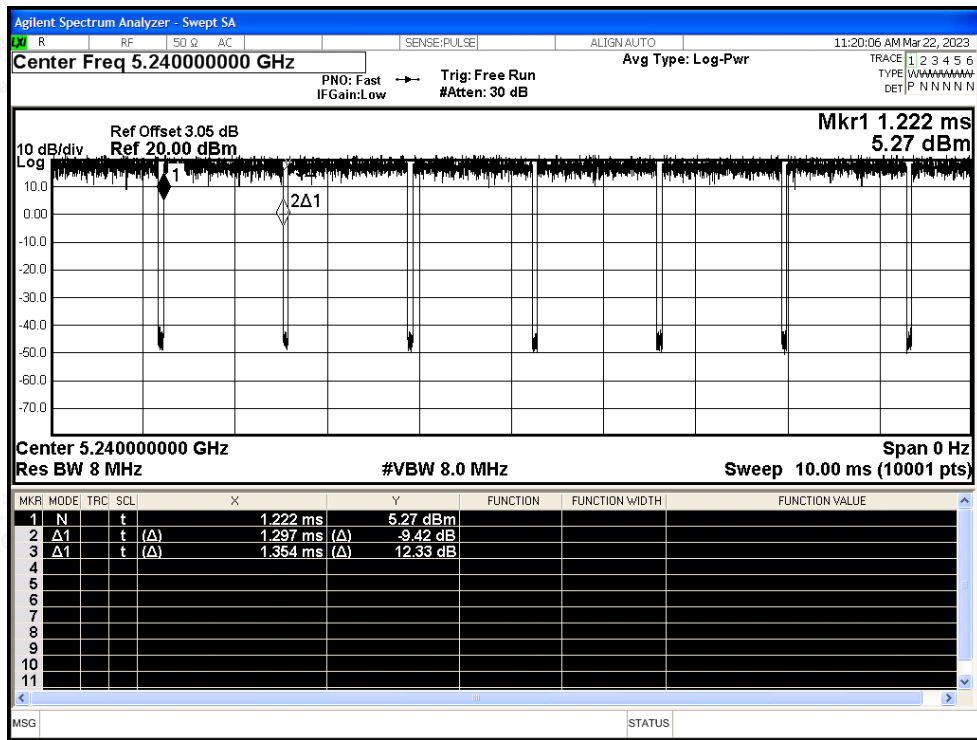 Agilent Spectrum Analyzer - Swept SA
LXI R RF 50 Ω AC SENSE:PULSE ALIGN AUTO 11:20:06 AM Mar 22, 2023
Center Freq 5.240000000 GHz
PNO: Fast
IFGain:Low
Trig: Free Run
#Atten: 30 dB
Avg Type: Log-Pwr
TRACE 1 2 3 4 5 6
TYPE
DET P N N N N N
Mkr1 1.222 ms
5.27 dBm
Ref Offset 3.05 dB
10 dB/div Ref 20.00 dBm
Log
1
10.0
2Δ1
0.00
-10.0
-20.0
-30.0
-40.0
-50.0
-60.0
-70.0
Center 5.240000000 GHz Span 0 Hz
Res BW 8 MHz #VBW 8.0 MHz Sweep 10.00 ms (10001 pts)
MKR MODE TRC SCL X Y FUNCTION FUNCTION WIDTH FUNCTION VALUE
1 N t 1.222 ms 5.27 dBm
2 Δ1 t (Δ) 1.297 ms (Δ) -9.42 dB
3 Δ1 t (Δ) 1.354 ms (Δ) 12.33 dB
4
5
6
7
8
9
10
11
MSG STATUS